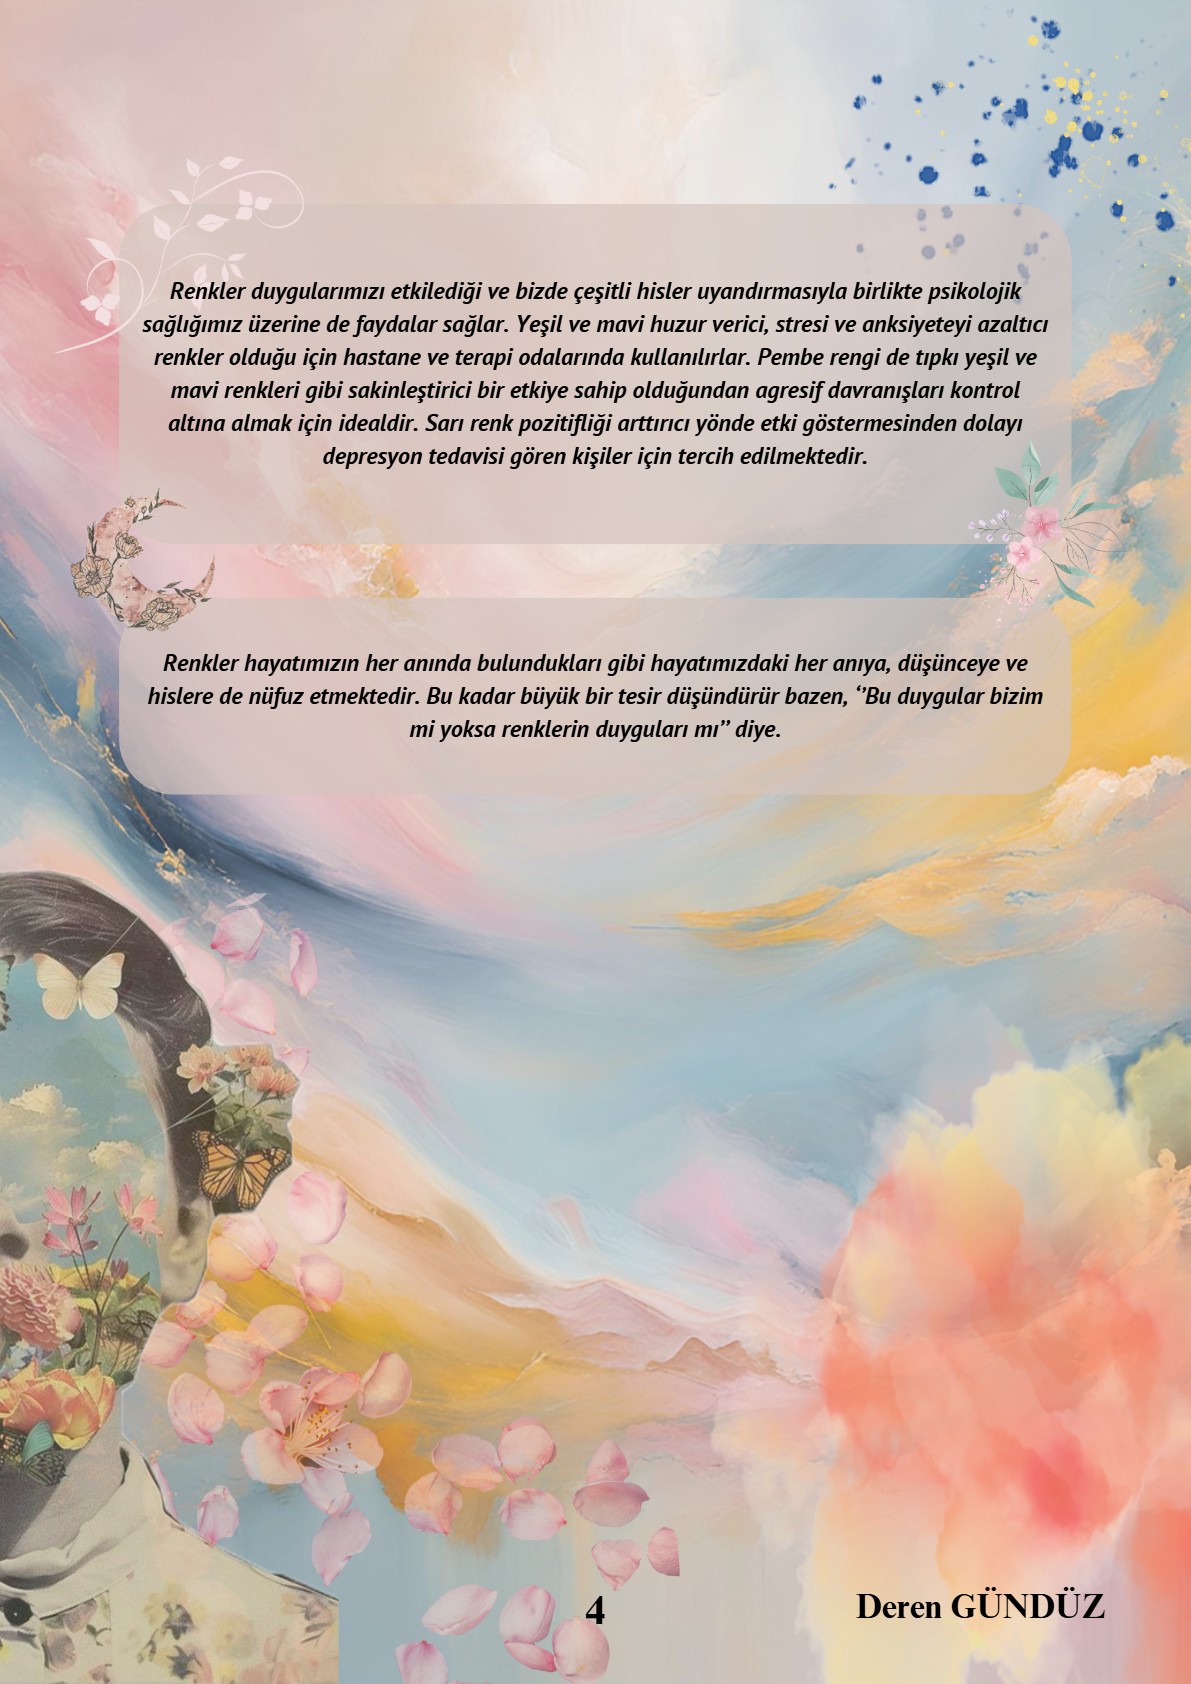 Renkler duygularımızı etkilediği ve bizde çeşitli hisler uyandırmasıyla birlikte psikolojik
sağlığımız üzerine de faydalar sağlar. Yeşil ve mavi huzur verici, stresi ve anksiyeteyi azaltıcı
renkler olduğu için hastane ve terapi odalarında kullanılırlar. Pembe rengi de tıpkı yeşil ve
mavi renkleri gibi sakinleştirici bir etkiye sahip olduğundan agresif davranışları kontrol
altına almak için idealdir. Sarı renk pozitifliği arttırıcı yönde etki göstermesinden dolayı
depresyon tedavisi gören kişiler için tercih edilmektedir.
Renkler hayatımızın her anında bulundukları gibi hayatımızdaki her anıya, düşünceye ve
hislere de nüfuz etmektedir. Bu kadar büyük bir tesir düşündürür bazen, ‘’Bu duygular bizim
mi yoksa renklerin duyguları mı’’ diye.
4
Deren GÜNDÜZ